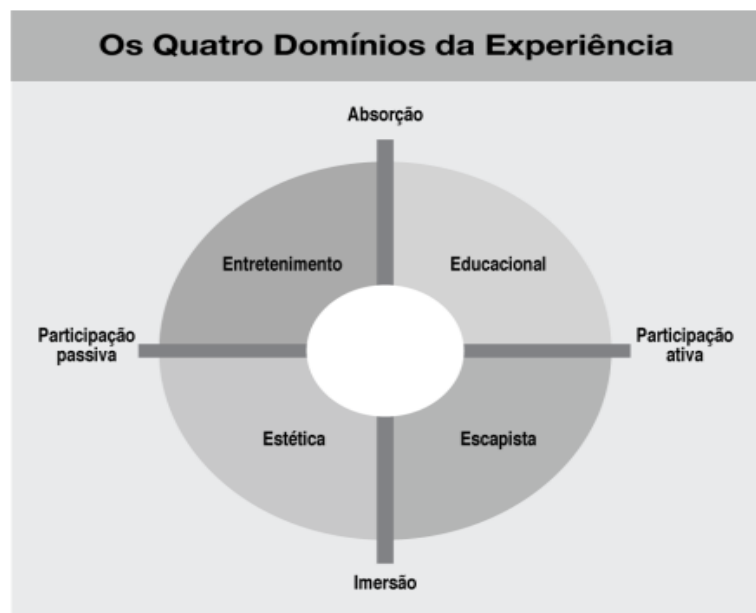 Os Quatro Domínios da Experiência
Absorção
Entretenimento
Educacional
Participação
passiva
Participação
ativa
Estética
Escapista
Imersão